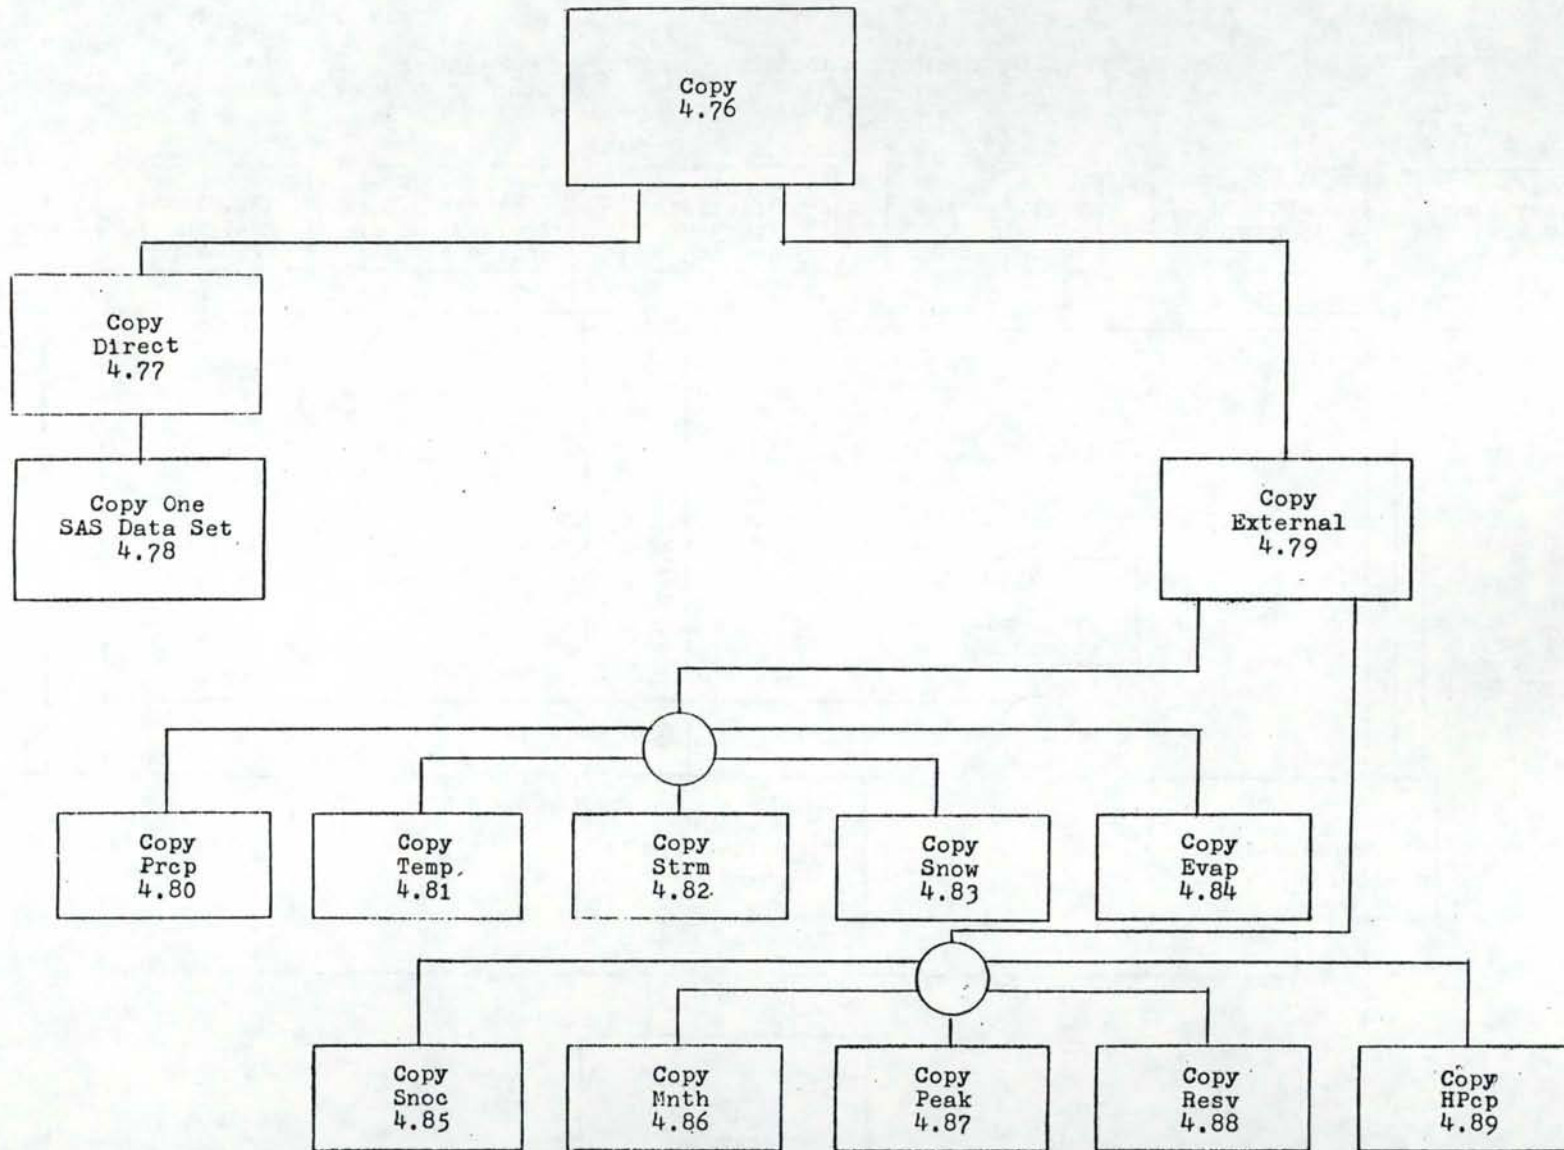 Copy
4.76
Copy
Direct
4.77
Copy One
SAS Data Set
4.78
Copy
External
4.79
Copy
Prcp
4.80
Copy
Temp.
4.81
Copy
Strm
4.82.
Copy
Snow
4.83
Copy
Evap
4.84
Copy
Snoc
4.85
Copy
Mnth
4.86
Copy
Peak
4.87
Copy
Resv
4.88
Copy
HPcp
4.89